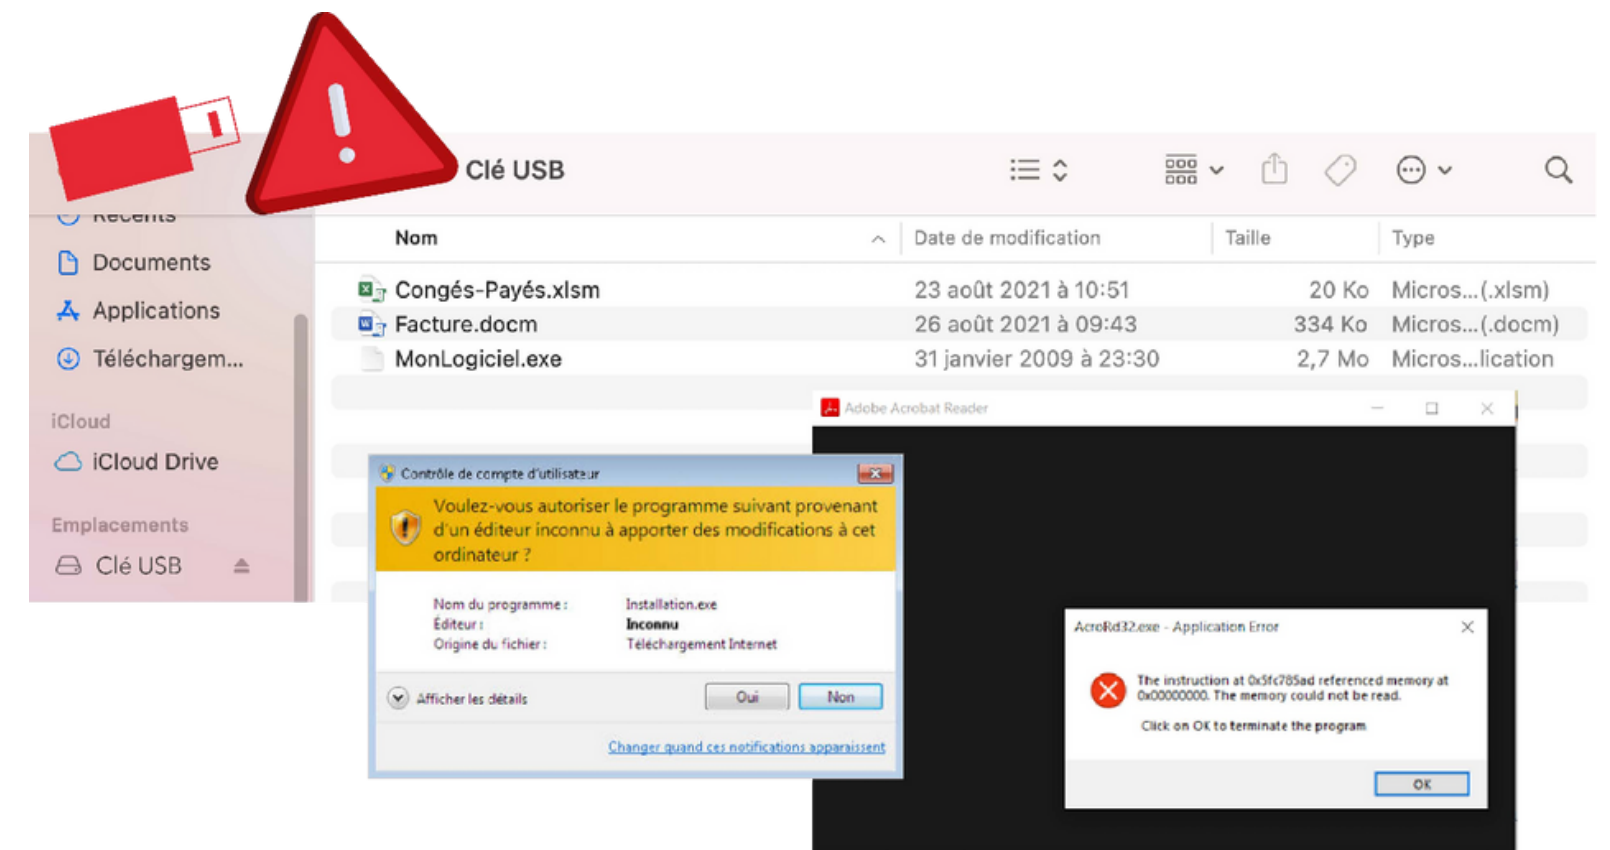 Clé USB
Récents
Documents
Applications
Téléchargem...
iCloud
iCloud Drive
Emplacements
Clé USB
Nom Date de modification Taille Type
Congés-Payés.xlsm 23 août 2021 à 10:51 20 Ko Micros...(.xlsm)
Facture.docm 26 août 2021 à 09:43 334 Ko Micros...(.docm)
MonLogiciel.exe 31 janvier 2009 à 23:30 2,7 Mo Micros...lication
Contrôle de compte d'utilisateur
Voulez-vous autoriser le programme suivant provenant
d'un éditeur inconnu à apporter des modifications à cet
ordinateur ?
Nom du programme : Installation.exe
Éditeur : Inconnu
Origine du fichier : Téléchargement Internet
Afficher les détails
Oui Non
Changer quand ces notifications apparaissent
Adobe Acrobat Reader
AcroRd32.exe - Application Error
The instruction at 0x5fc785ad referenced memory at
0x00000000. The memory could not be read.
Click on OK to terminate the program
OK